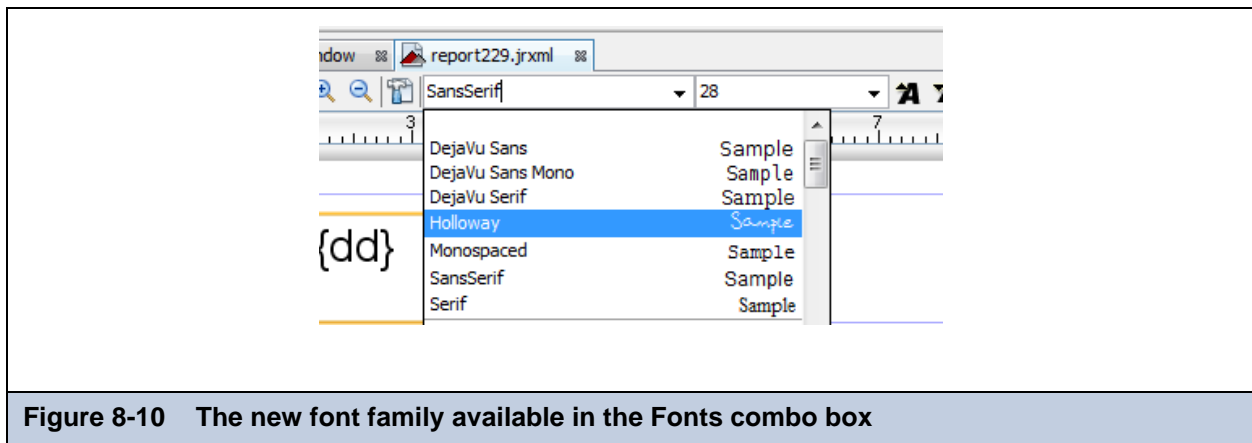 ndow report229.jrxml
SansSerif 28
3 7
DejaVu Sans Sample
DejaVu Sans Mono Sample
DejaVu Serif Sample
Holloway Sample
{dd}
Monospaced Sample
SansSerif Sample
Serif Sample
Figure 8-10 The new font family available in the Fonts combo box